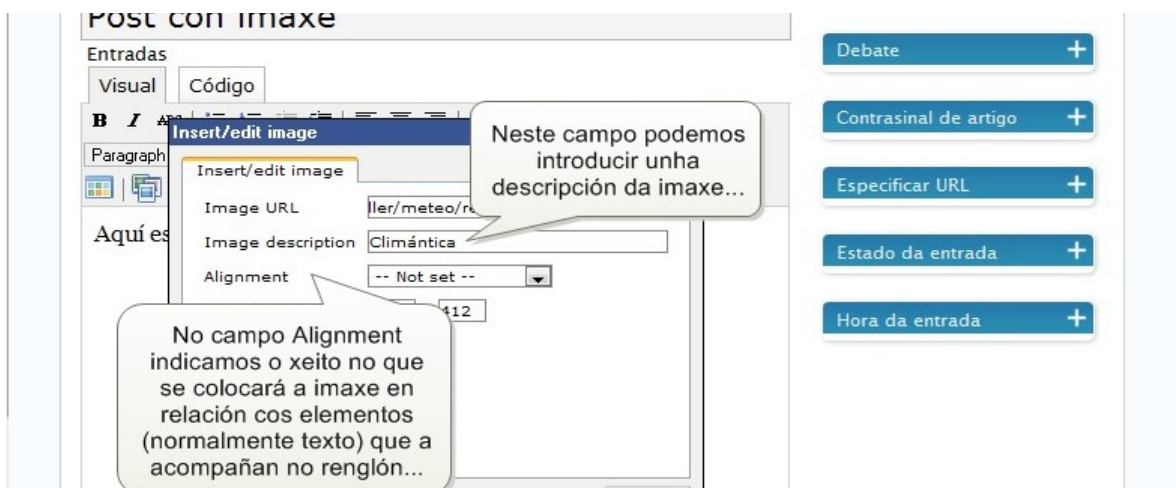 Post con imaxe
Entradas
Visual Código
B I ABC
Insert/edit image
Paragraph
Insert/edit image
Image URL ller/meteo/re
Aquí es
Image description Climántica
Alignment -- Not set --
412
Neste campo podemos
introducir unha
descripción da imaxe...
No campo Alignment
indicamos o xeito no que
se colocará a imaxe en
relación cos elementos
(normalmente texto) que a
acompañan no renglón...
Debate +
Contrasinal de artigo +
Especificar URL +
Estado da entrada +
Hora da entrada +